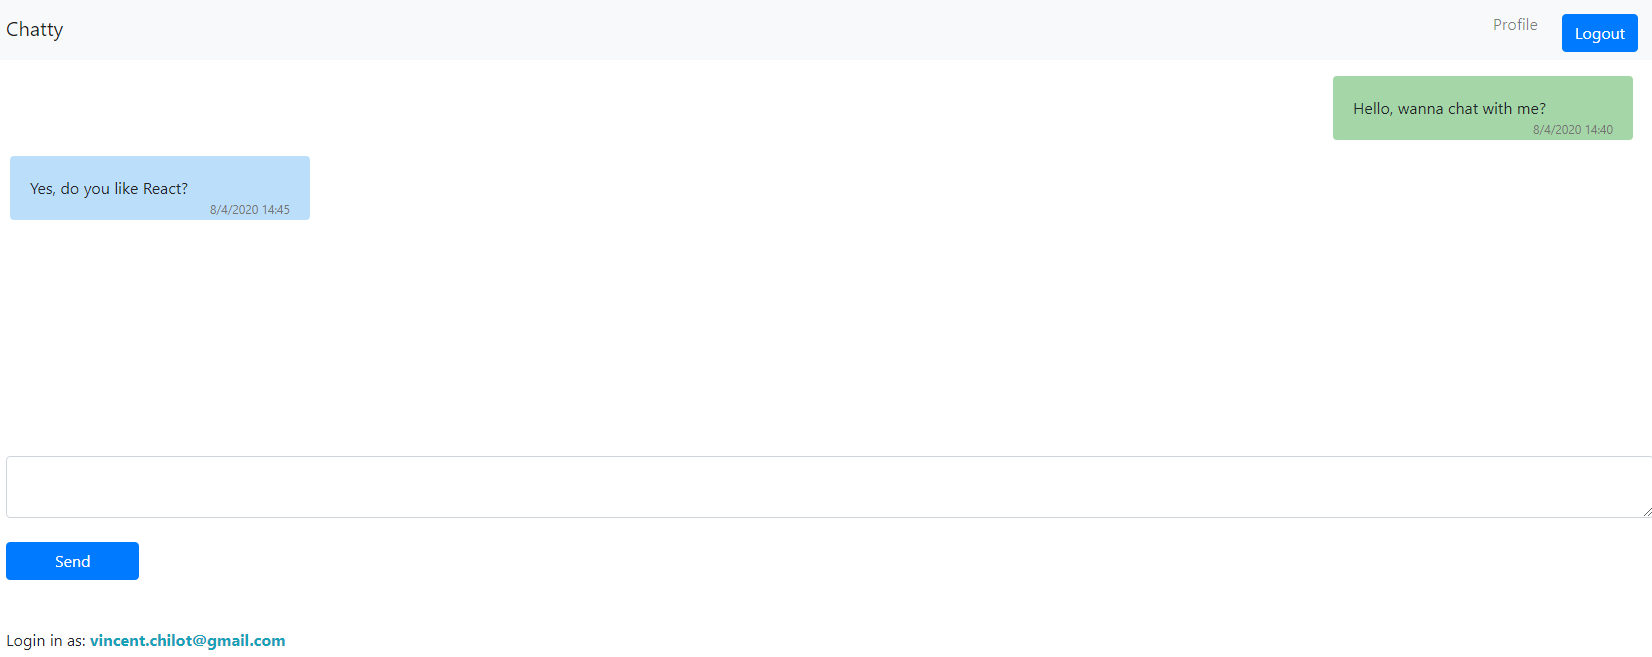 Chatty
Profile
Logout
Hello, wanna chat with me?
8/4/2020 14:40
Yes, do you like React?
8/4/2020 14:45
Send
Login in as: vincent.chilot@gmail.com